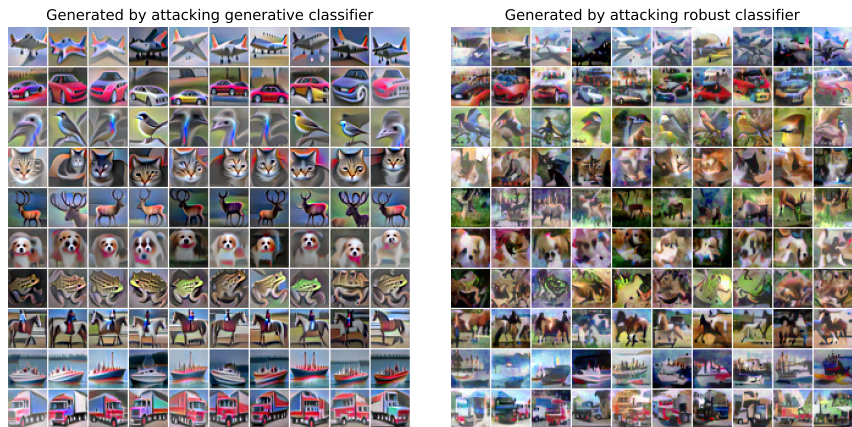 Generated by attacking generative classifier
Generated by attacking robust classifier